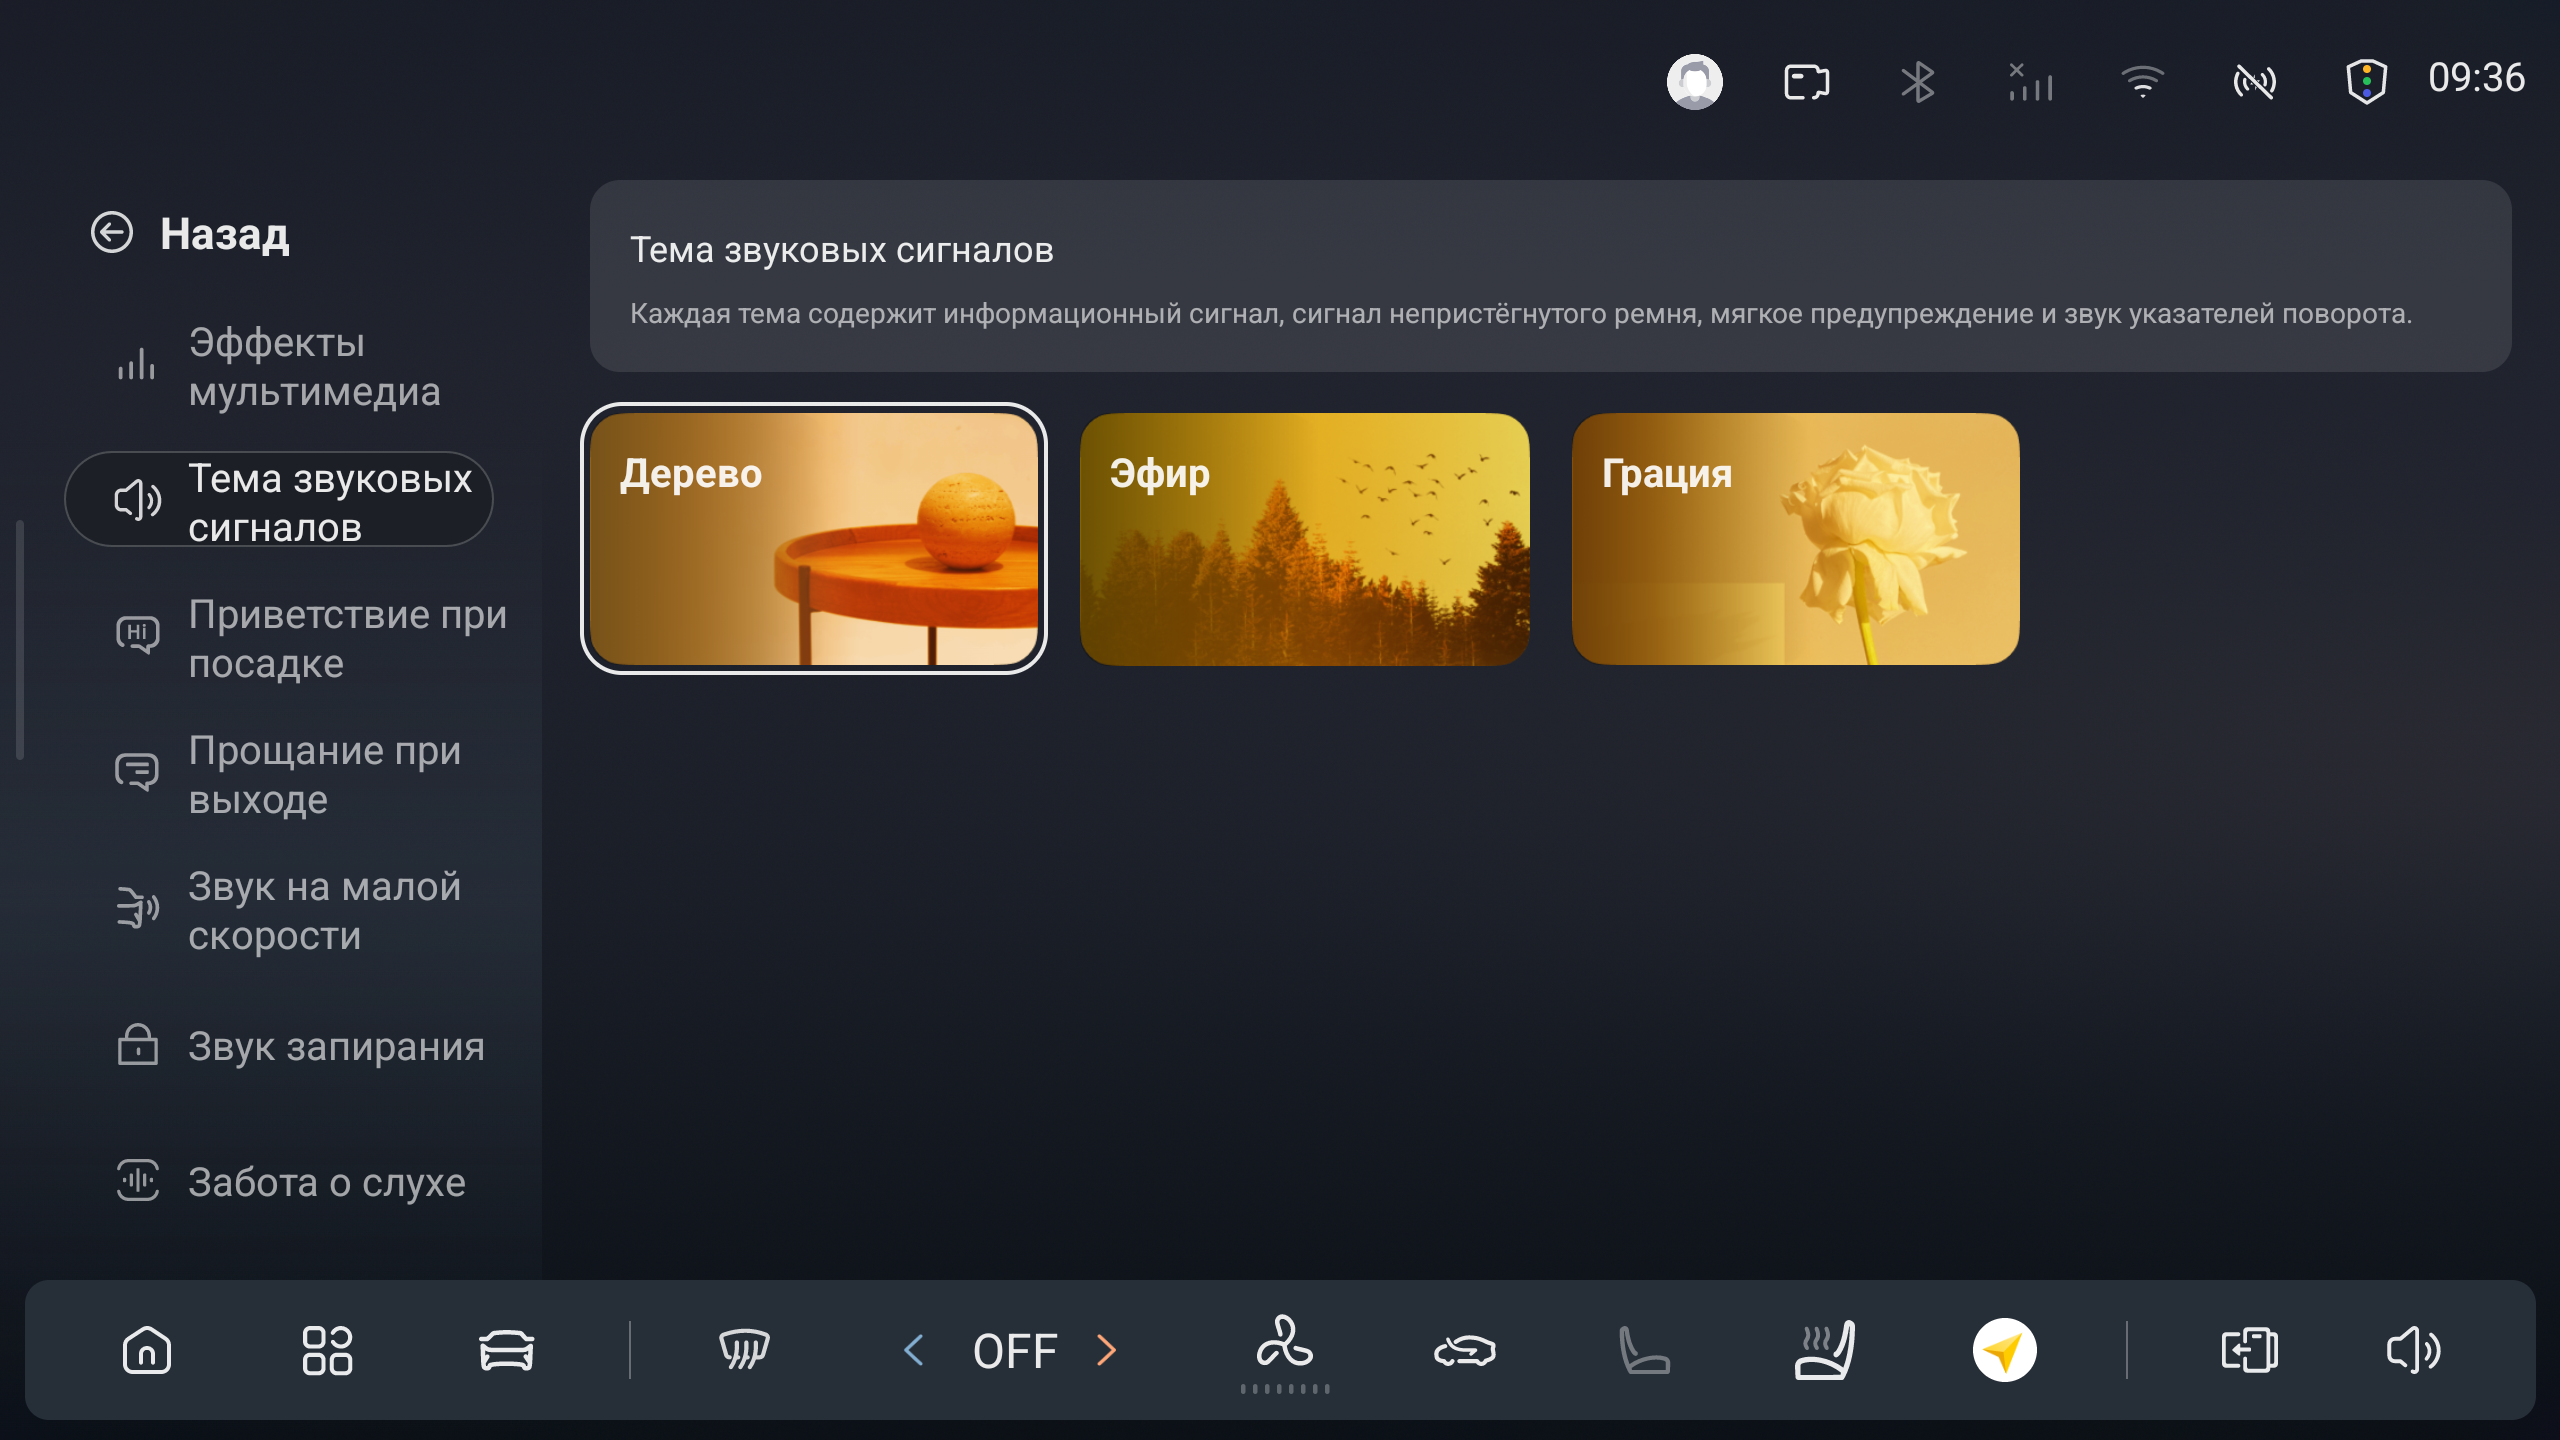 09:36
Назад
Эффекты
мультимедиа
Тема звуковых
сигналов
Hi
Приветствие при
посадке
Прощание при
выходе
Звук на малой
скорости
Звук запирания
Забота о слухе
Тема звуковых сигналов
Каждая тема содержит информационный сигнал, сигнал непристёгнутого ремня, мягкое предупреждение и звук указателей поворота.
Дерево
Эфир
Грация
OFF